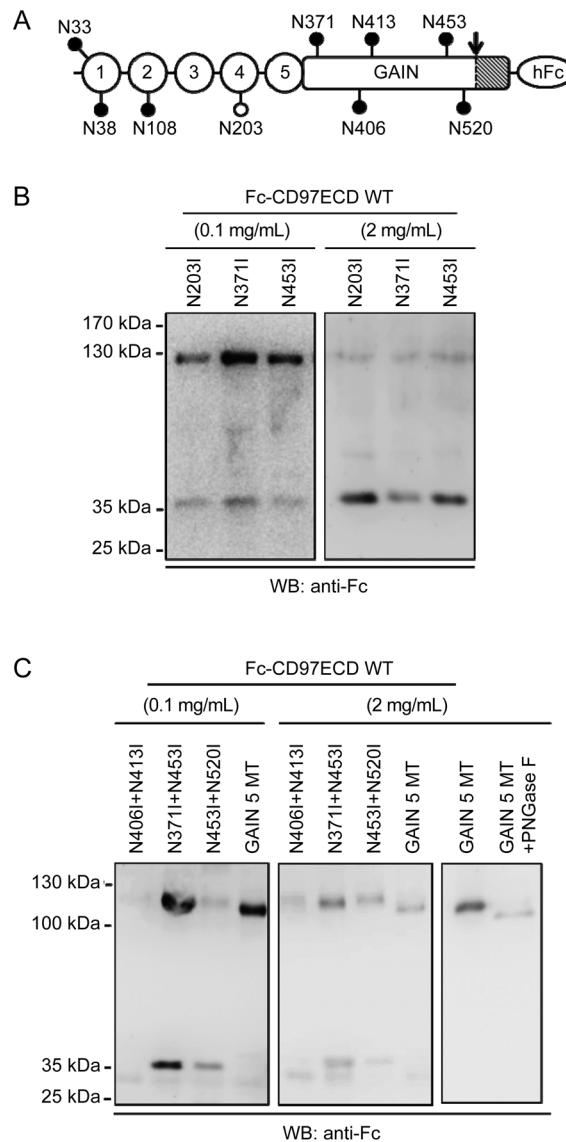 A
N33
N371 N413 N453
1 2 3 4 5 GAIN hFc
N38 N108 N203 N406 N520
B
Fc-CD97ECD WT
(0.1 mg/mL) (2 mg/mL)
N203I N371I N453I N203I N371I N453I
170 kDa
130 kDa
35 kDa
25 kDa
WB: anti-Fc
C
Fc-CD97ECD WT
(0.1 mg/mL) (2 mg/mL)
N406I+N413I N371I+N453I N453I+N520I GAIN 5 MT N406I+N413I N371I+N453I N453I+N520I GAIN 5 MT GAIN 5 MT GAIN 5 MT
+PNGase F
130 kDa
100 kDa
35 kDa
25 kDa
WB: anti-Fc